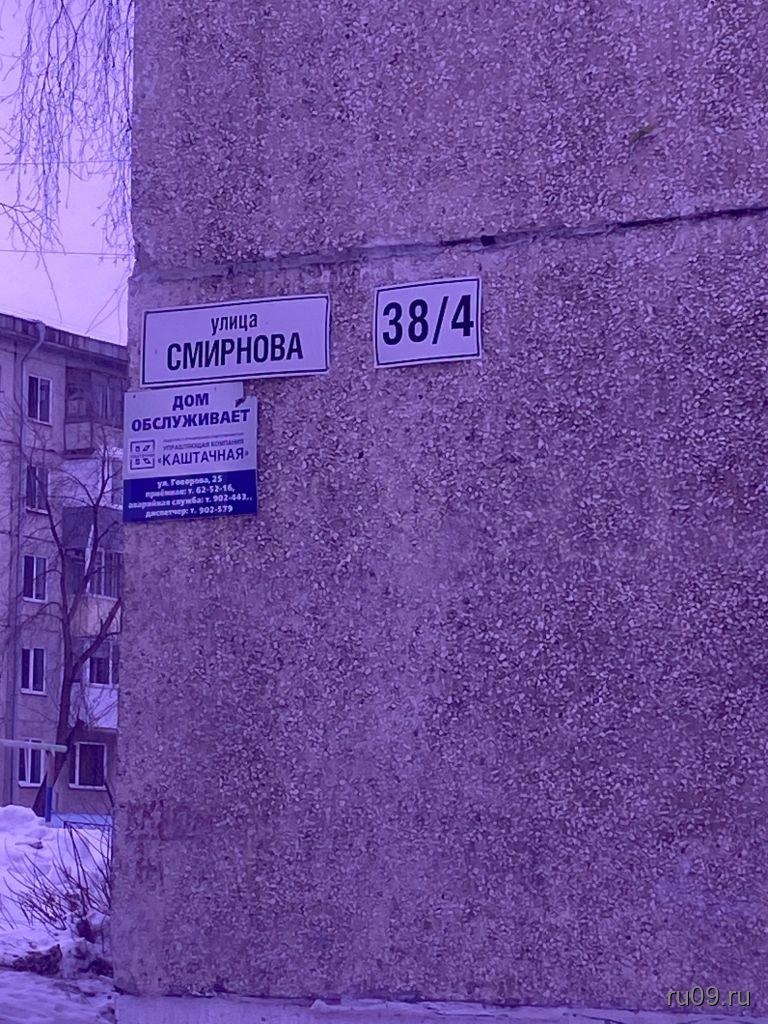 улица
СМИРНОВА
38/4
ДОМ
ОБСЛУЖИВАЕТ
УПРАВЛЯЮЩАЯ КОМПАНИЯ
«КАШТАЧНАЯ»
ул. Говорова, 25
приёмная: т. 62-52-16,
аварийная служба: т. 902-443,
диспетчер: т. 902-579
ru09.ru